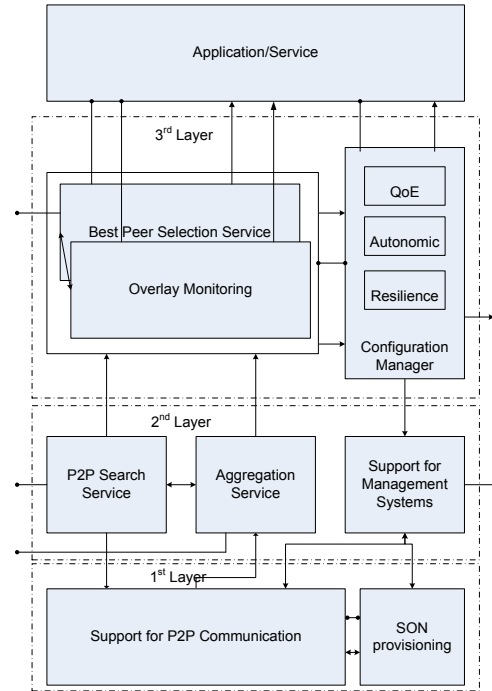 Application/Service
3rd Layer
QoE
Best Peer Selection Service
Autonomic
Overlay Monitoring
Resilience
Configuration
Manager
2nd Layer
P2P Search
Service
Aggregation
Service
Support for
Management
Systems
1st Layer
Support for P2P Communication
SON
provisioning